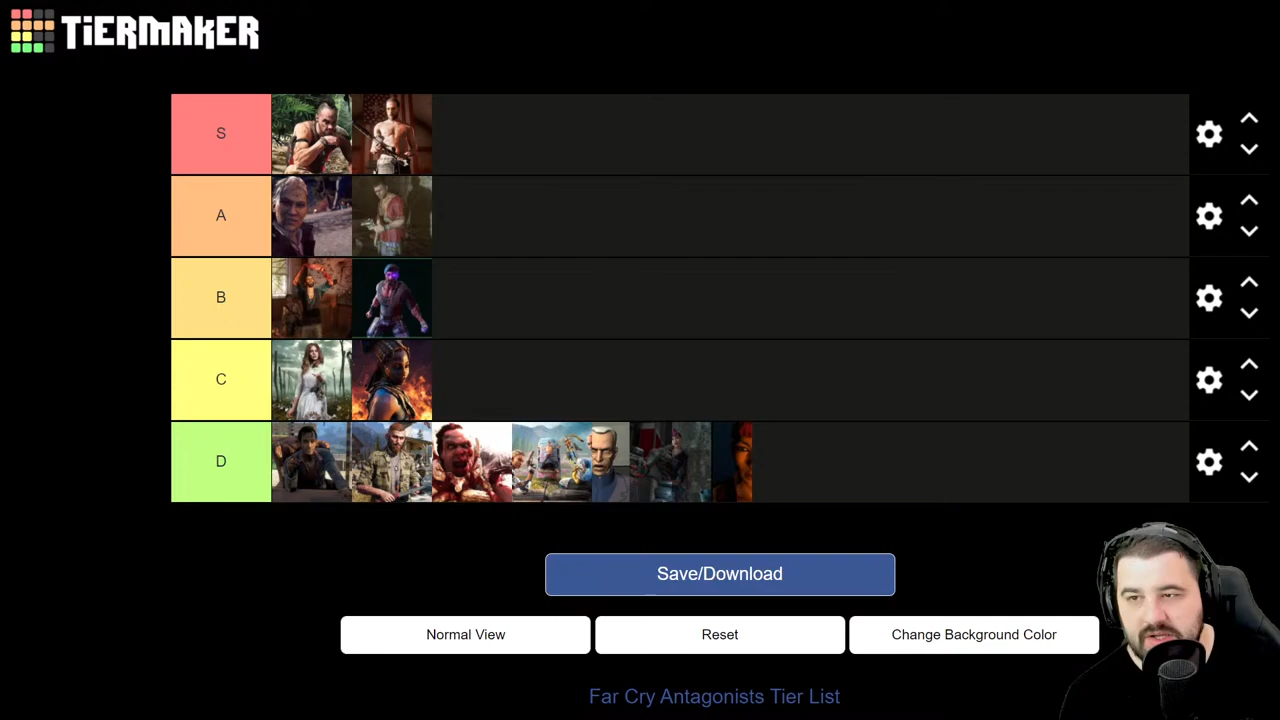 TiERMAKER
S
A
B
C
D
Save/Download
Normal View
Reset
Change Background Color
Far Cry Antagonists Tier List